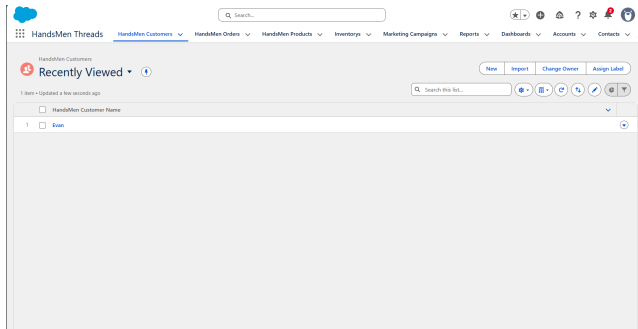 Search...
HandsMen Threads
HandsMen Customers
HandsMen Orders
HandsMen Products
Inventorys
Marketing Campaigns
Reports
Dashboards
Accounts
Contacts
HandsMen Customers
Recently Viewed
New
Import
Change Owner
Assign Label
1 item • Updated a few seconds ago
Search this list...
HandsMen Customer Name
1
Evan